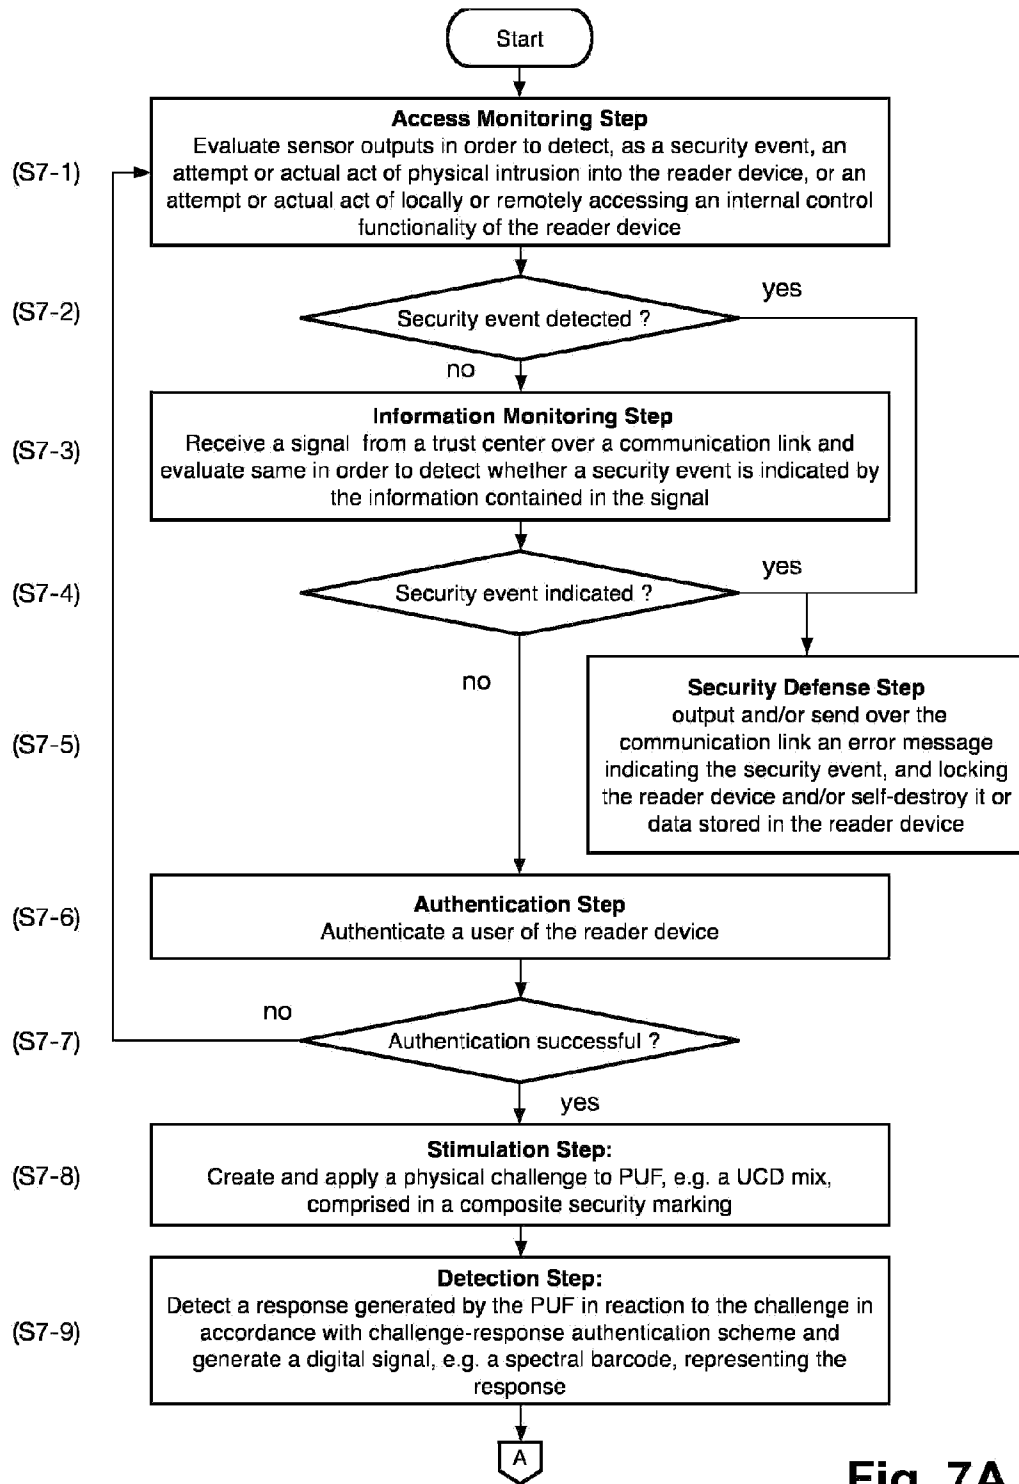 Start
Access Monitoring Step
(S7-1)
Evaluate sensor outputs in order to detect, as a security event, an
attempt or actual act of physical intrusion into the reader device, or an
attempt or actual act of locally or remotely accessing an internal control
functionality of the reader device
(S7-2)
Security event detected ?
yes
no
Information Monitoring Step
(S7-3)
Receive a signal from a trust center over a communication link and
evaluate same in order to detect whether a security event is indicated by
the information contained in the signal
(S7-4)
Security event indicated ?
yes
no
(S7-5)
Security Defense Step
output and/or send over the
communication link an error message
indicating the security event, and locking
the reader device and/or self-destroy it or
data stored in the reader device
(S7-6)
Authentication Step
Authenticate a user of the reader device
(S7-7)
no
Authentication successful ?
yes
(S7-8)
Stimulation Step:
Create and apply a physical challenge to PUF, e.g. a UCD mix,
comprised in a composite security marking
(S7-9)
Detection Step:
Detect a response generated by the PUF in reaction to the challenge in
accordance with challenge-response authentication scheme and
generate a digital signal, e.g. a spectral barcode, representing the
response
A
Fig. 7A